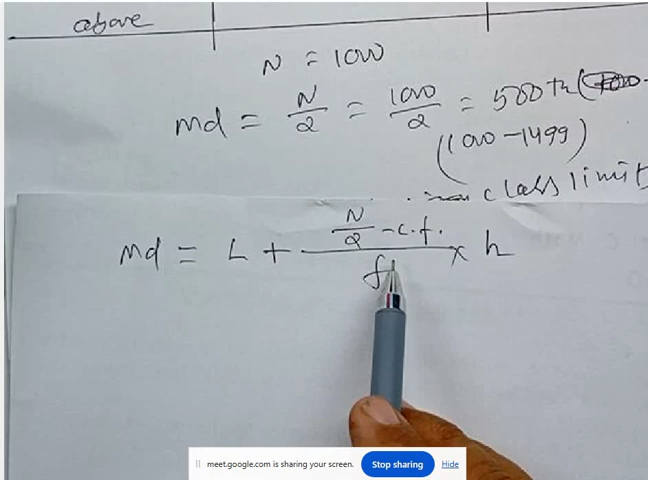 above
N = 1000
Md = N/2 = 1000/2 = 500th (
(1000 - 1499)
class limit
Md = L + (N/2 - c.f.)/f × h
meet.google.com is sharing your screen. Stop sharing Hide